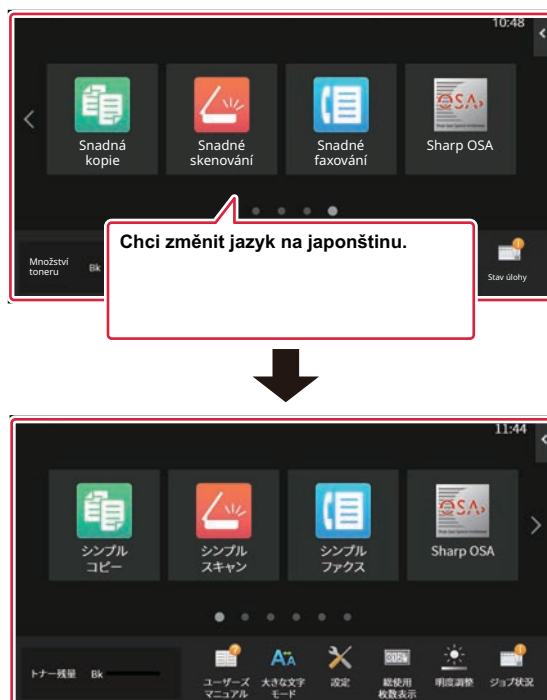 10:48
Snadná
kopie
Snadné
skenování
Snadné
faxování
OSA
Sharp OSA
Chci změnit jazyk na japonštinu.
Množství
toneru
Bk
Stav úlohy
11:44
シンプル
コピー
シンプル
スキャン
シンプル
ファクス
OSA
Sharp OSA
トナー残量 Bk
ユーザーズ
マニュアル
大きな文字
モード
設定
総使用
枚数表示
明度調整
ジョブ状況